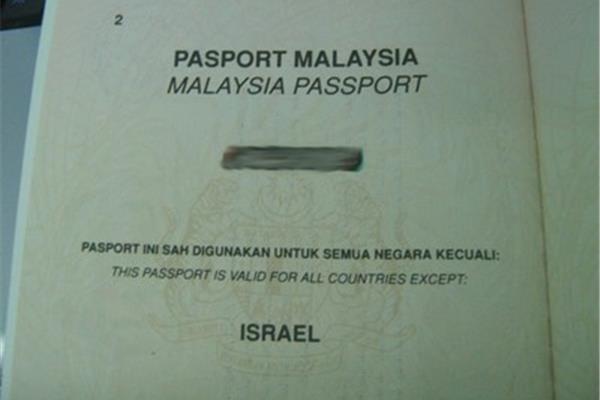 2
PASPORT MALAYSIA
MALAYSIA PASSPORT
PASPORT INI SAH DIGUNAKAN UNTUK SEMUA NEGARA KECUALI:
THIS PASSPORT IS VALID FOR ALL COUNTRIES EXCEPT:
ISRAEL